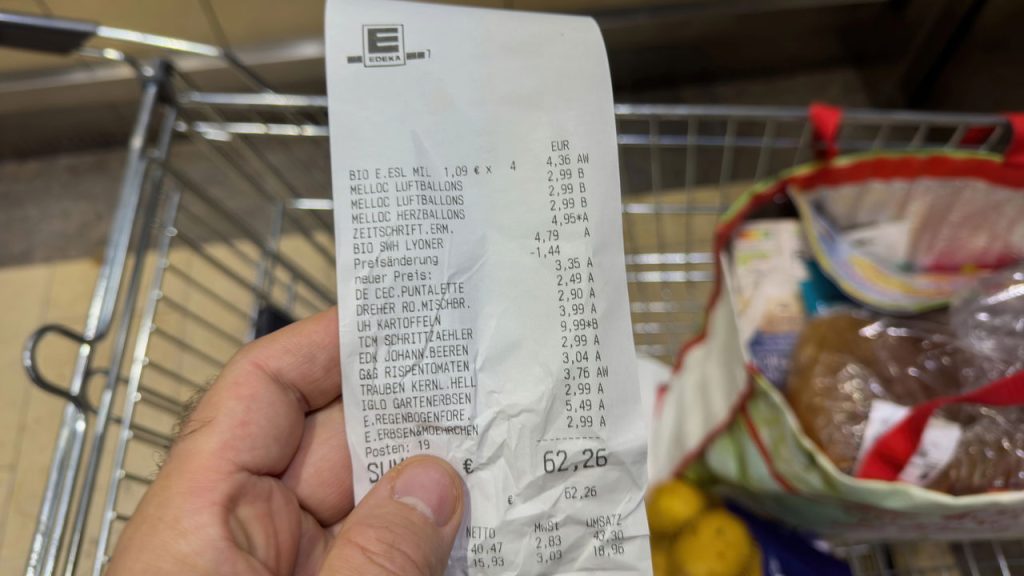 E
EDEKA
EUR
BIO E.ESL MIL 1,09 € x 4 4,36 AW
MELLOC LUFTBALLONS 2,99 B
MELLOC LUFTBALLONS 2,99 B
MELLOC HERZBALLONS 2,99 B
ZEITSCHRIFT.ERM. 4,95*A
BIO SWH LYONER 4,79 A
Preisänderung -1,44
neuer Preis: 3,35 A
DE CEC.PUNTALETTE 2,49 A
DREHER RO.MISCHBR. 2,90 A
UH KARTOFFELN 3,99 A
TCM SCHRITTZAEHLER 9,99*B
EDK JOHANN.BEEREN 2,99 A
G&G RISPENTOMATEN 3,04 A
TRAUBEN KERNL.HELL 3,76 AW
IGLO GARTENERBSEN 2,99 A
E.REGENBOGENFORE. 5,49 A
E.ERBSEN&MOEHRCHEN 2,99 A
Posten: 19
€ 62,26
€ 62,26
NETTO MwSt UMSATZ
40,47 2,83 43,30
15,93 3,03 18,96